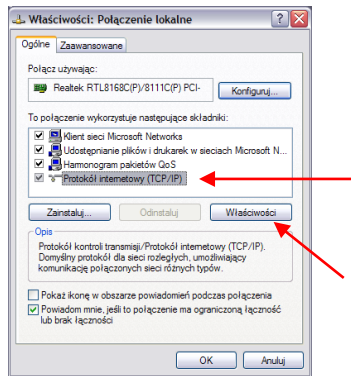 Właściwości: Połączenie lokalne
Ogólne Zaawansowane
Połącz używając:
Realtek RTL8168C(P)/8111C(P) PCI-
Konfiguruj...
To połączenie wykorzystuje następujące składniki:
Klient sieci Microsoft Networks
Udostępnianie plików i drukarek w sieciach Microsoft N...
Harmonogram pakietów QoS
Protokół internetowy (TCP/IP)
Zainstaluj... Odinstaluj Właściwości
Opis
Protokół kontroli transmisji/Protokół internetowy (TCP/IP).
Domyślny protokół dla sieci rozległych, umożliwiający
komunikację połączonych sieci różnych typów.
Pokaż ikonę w obszarze powiadomień podczas połączenia
Powiadom mnie, jeśli to połączenie ma ograniczoną łączność
lub brak łączności
OK Anuluj